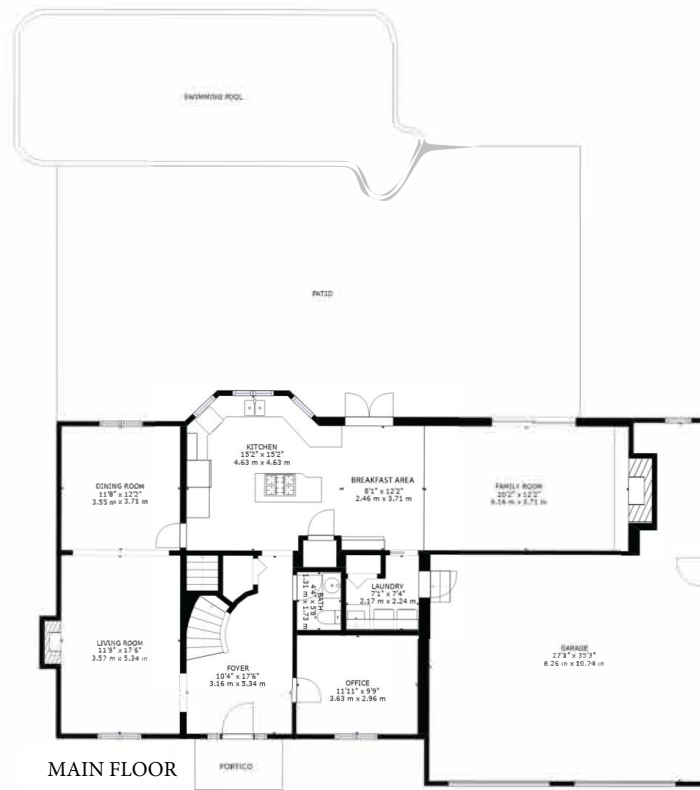 SWIMMING POOL
PATIO
KITCHEN
15'2" x 15'2"
4.63 m x 4.63 m
BREAKFAST AREA
8'1" x 12'2"
2.46 m x 3.71 m
FAMILY ROOM
20'2" x 12'2"
6.16 m x 3.71 m
DINING ROOM
11'8" x 12'2"
3.55 m x 3.71 m
BATH
4'4" x 5'8"
1.31 m x 1.73 m
LAUNDRY
7'1" x 7'4"
2.17 m x 2.24 m
LIVING ROOM
11'9" x 17'6"
3.57 m x 5.34 m
GARAGE
27'1" x 35'3"
8.26 m x 10.74 m
FOYER
10'4" x 17'6"
3.16 m x 5.34 m
OFFICE
11'11" x 9'9"
3.63 m x 2.96 m
MAIN FLOOR
PORTICO